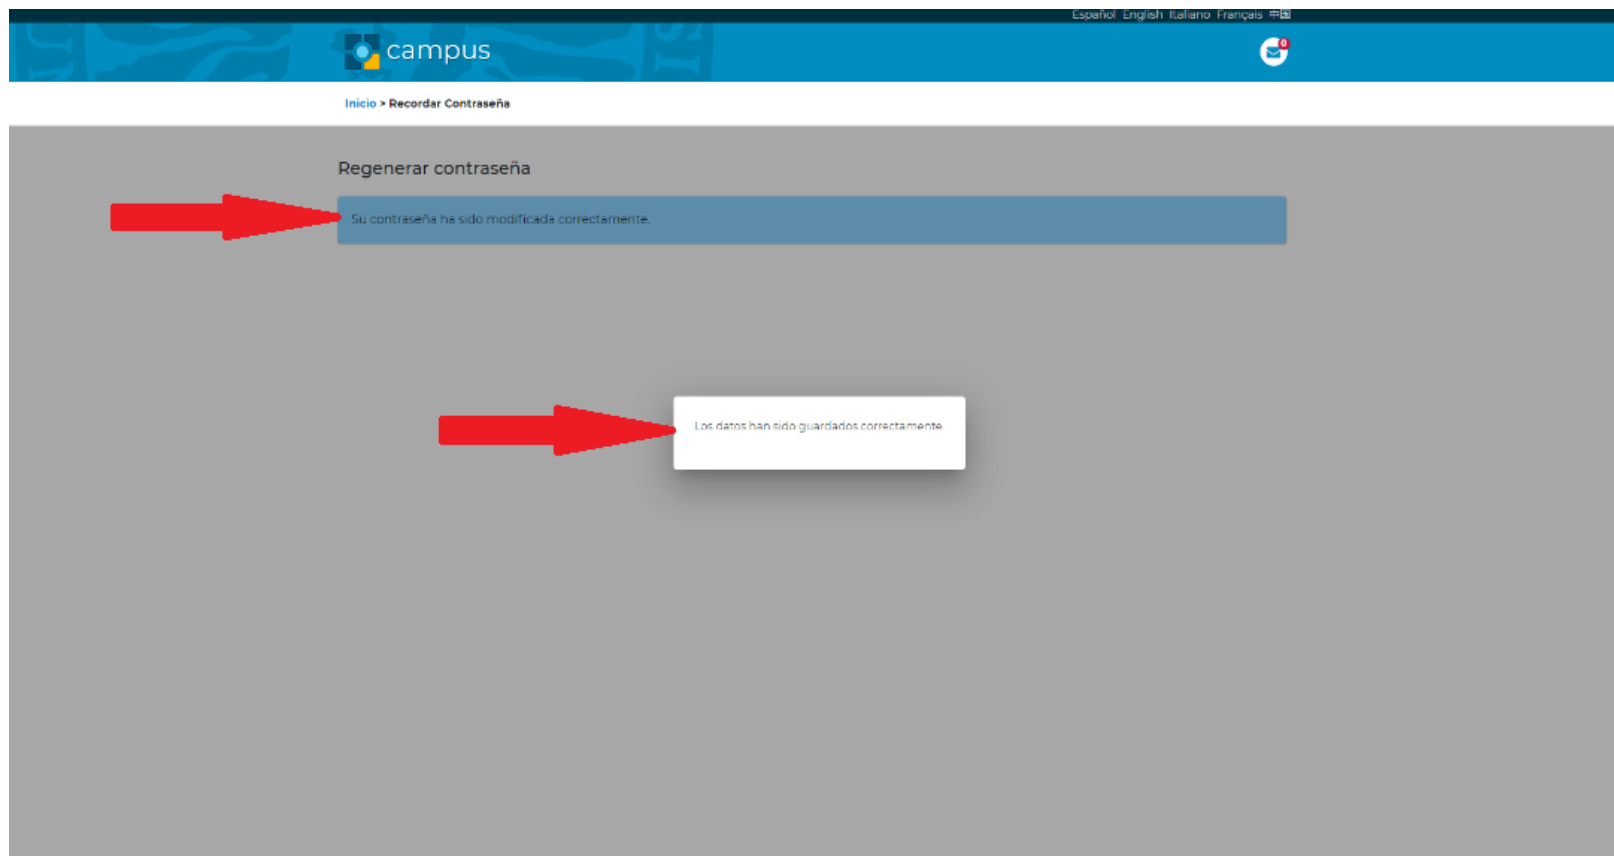 Español English Italiano Français 中国
campus
0
Inicio > Recordar Contraseña
Regenerar contraseña
Su contraseña ha sido modificada correctamente.
Los datos han sido guardados correctamente